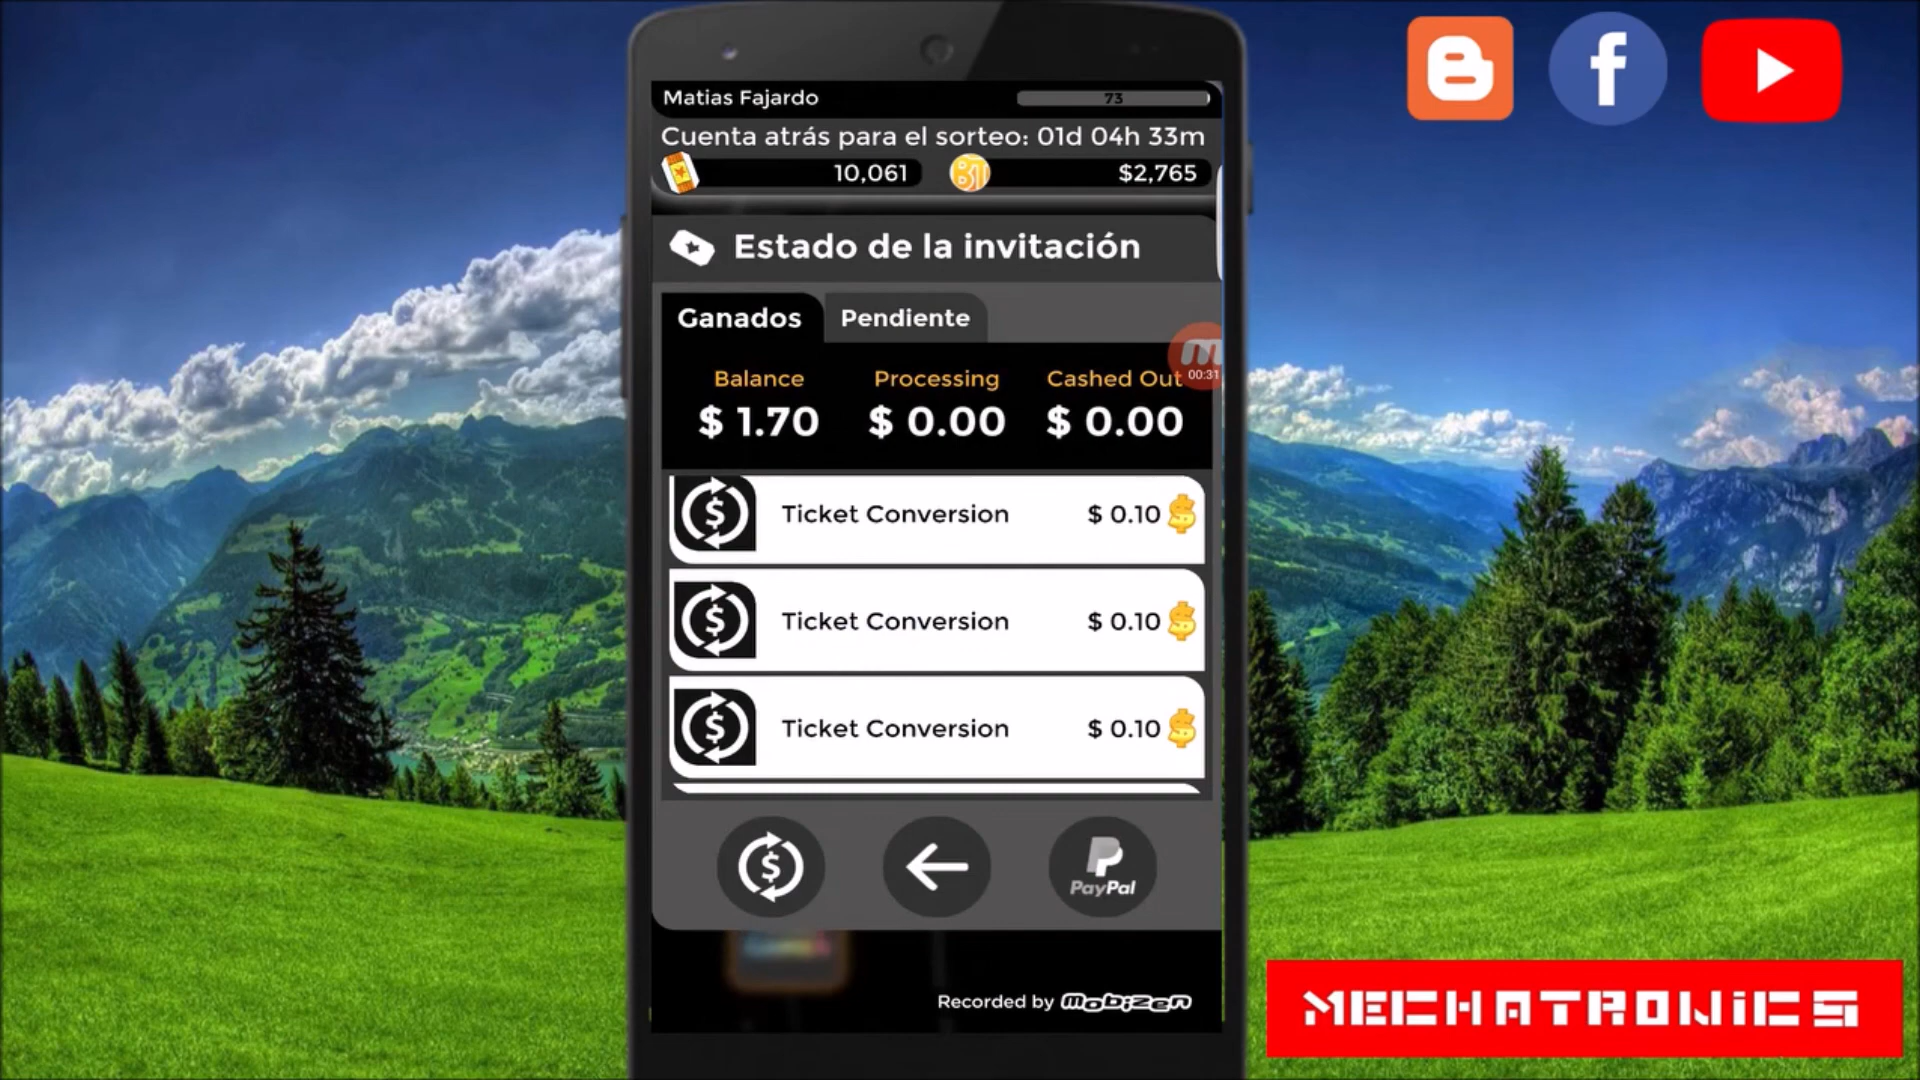 Matias Fajardo
73
Cuenta atrás para el sorteo: 01d 04h 33m
10,061
$2,765
Estado de la invitación
Ganados
Pendiente
Balance
Processing
Cashed Out
$ 1.70
$ 0.00
$ 0.00
00:31
Ticket Conversion
$ 0.10
Ticket Conversion
$ 0.10
Ticket Conversion
$ 0.10
PayPal
Recorded by Mobizen
MECHATRONICS